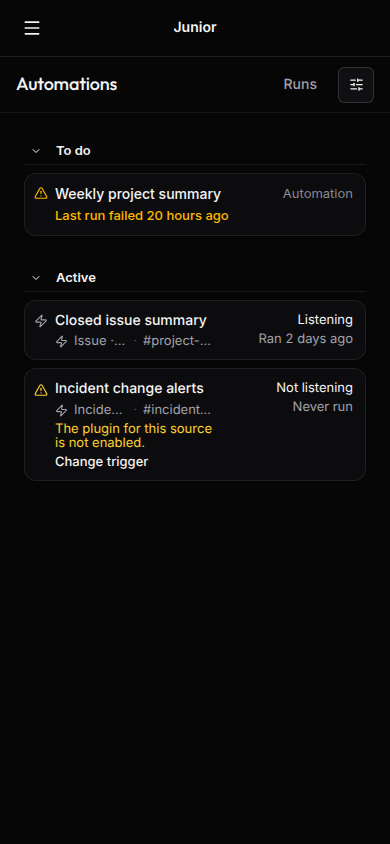 Junior
Automations
Runs
To do
Weekly project summary
Automation
Last run failed 20 hours ago
Active
Closed issue summary
Listening
Issue ·... · #project-...
Ran 2 days ago
Incident change alerts
Not listening
Incide... · #incident...
Never run
The plugin for this source
is not enabled.
Change trigger